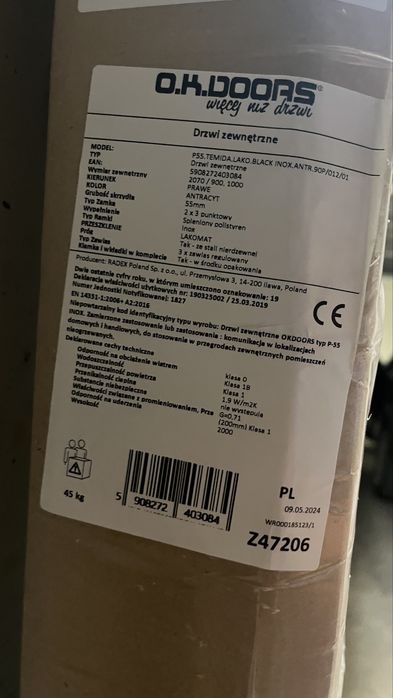 O.K.DOORS®
więcej niż drzwi
Drzwi zewnętrzne
MODEL: P55.TEMIDA.LAKO.BLACK INOX.ANTR.90P/012/01
TYP Drzwi zewnętrzne
EAN: 5908272403084
Wymiar zewnętrzny 2070 / 900, 1000
KIERUNEK PRAWE
KOLOR ANTRACYT
Grubość skrzydła 55mm
Typ Zamka 2 x 3 punktowy
Wypełnienie Spieniony polistyren
Typ Ramki Inox
PRZESZKLENIE LAKOMAT
Próg Tak - ze stali nierdzewnej
Typ Zawias 3 x zawias regulowany
Klamka i wkładki w komplecie Tak - w środku opakowania
Producent: RADEX Poland Sp. z o.o., ul. Przemysłowa 3, 14-200 Iława, Poland
Dwie ostatnie cyfry roku, w którym umieszczono oznakowanie: 19
Deklaracja właściwości użytkowych nr: 190325002 / 25.03.2019
Numer Jednostki Notyfikowanej: 1827
CE
EN 14351-1:2006+ A2:2016
Niepowtarzalny kod identyfikacyjny typu wyrobu: Drzwi zewnętrzne OKDOORS typ P-55
INOX. Zamierzone zastosowanie lub zastosowania : komunikacja w lokalizacjach
domowych i handlowych, do stosowania w przegrodach zewnętrznych pomieszczeń
nieogrzewanych.
Deklarowane cechy techniczne
Odporność na obciążenie wiatrem klasa 0
Wodoszczelność Klasa 1B
Przepuszczalność powietrza Klasa 1
Przenikalność cieplna 1,9 W/m2K
Substancje niebezpieczne nie występują
Właściwości związane z promieniowaniem, Prze G=0,71
Odporność na uderzenia (200mm) Klasa 1
Wysokość 2000
45 kg
5 908272 403084
PL
09.05.2024
WR000185123/1
Z47206